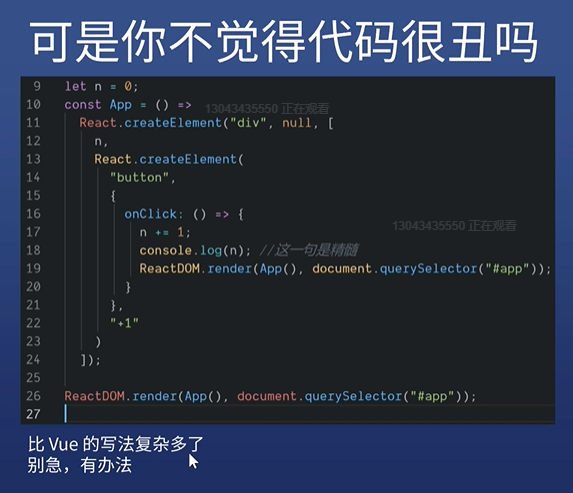 可是你不觉得代码很丑吗
9 let n = 0;
10 const App = () =>
13043435550 正在观看
11 React.createElement("div", null, [
12 n,
13 React.createElement(
14 "button",
15 {
16 onClick: () => {
13043435550 正在观看
17 n += 1;
18 console.log(n); //这一句是精髓
19 ReactDOM.render(App(), document.querySelector("#app"));
20 }
21 },
22 "+1"
23 )
24 ]);
25
26 ReactDOM.render(App(), document.querySelector("#app"));
27
比 Vue 的写法复杂多了
别急，有办法